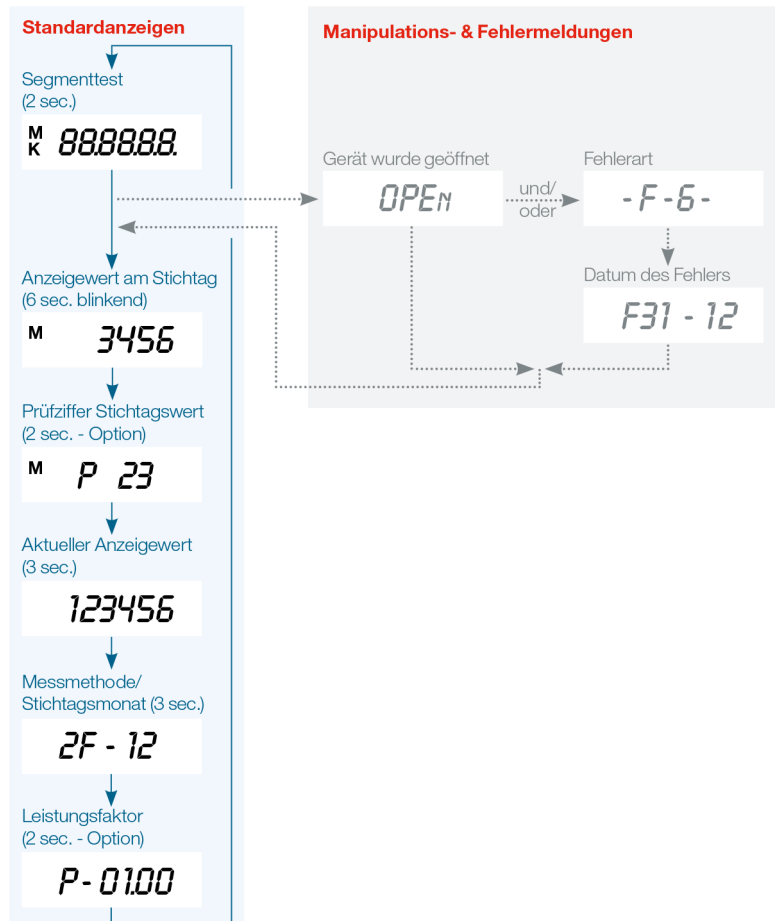 Standardanzeigen
Segmenttest
(2 sec.)
M
K
88.88.8.8.
Anzeigewert am Stichtag
(6 sec. blinkend)
M 3456
Prüfziffer Stichtagswert
(2 sec. - Option)
M P 23
Aktueller Anzeigewert
(3 sec.)
123456
Messmethode/
Stichtagsmonat (3 sec.)
2F - 12
Leistungsfaktor
(2 sec. - Option)
P- 01.00
Manipulations- & Fehlermeldungen
Gerät wurde geöffnet
OPEn
und/
oder
Fehlerart
-F-6-
Datum des Fehlers
F31 - 12